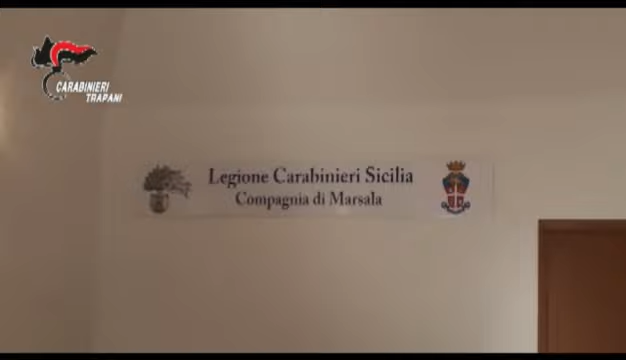 CARABINIERI
TRAPANI
Legione Carabinieri Sicilia
Compagnia di Marsala